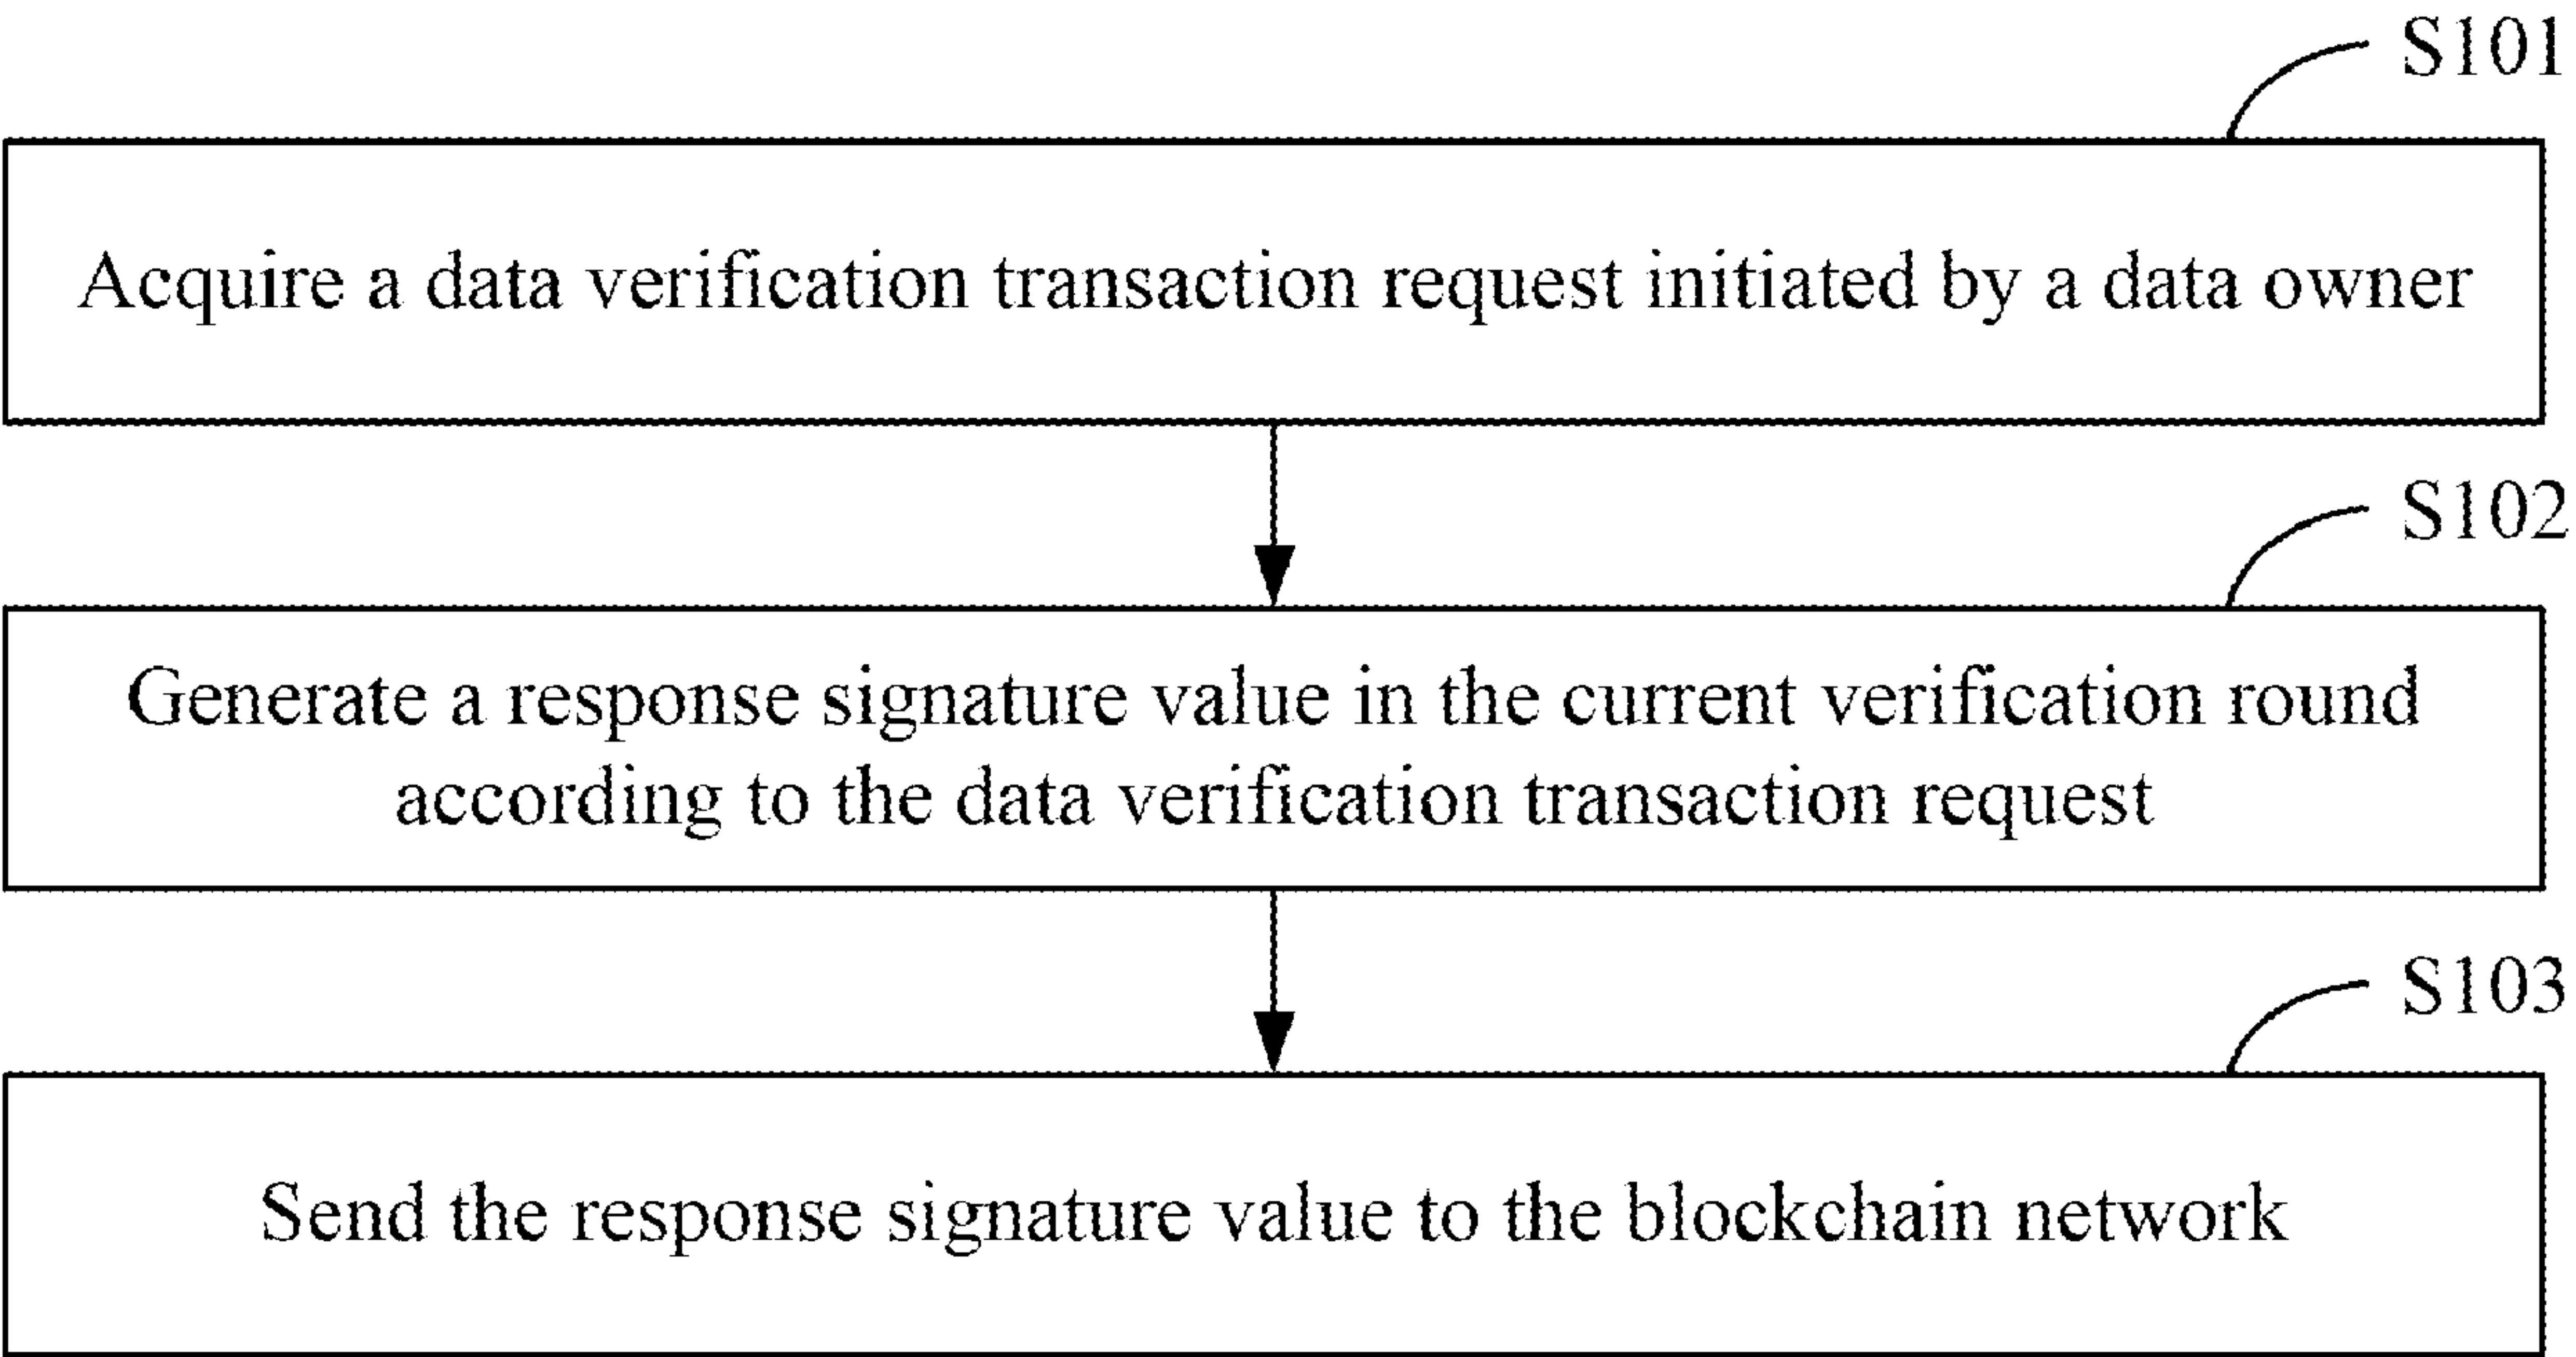 S101
Acquire a data verification transaction request initiated by a data owner
S102
Generate a response signature value in the current verification round
according to the data verification transaction request
S103
Send the response signature value to the blockchain network